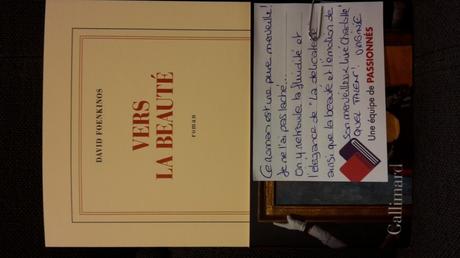 DAVID FOENKINOS
VERS
LA BEAUTÉ
roman
Ce roman est une pure merveille!
Je ne l'ai pas lâché...
On y retrouve la fluidité et
l'élégance de "La délicatesse"
ainsi que la beauté et l'émotion de
son merveilleux livre "Charlotte"
QUEL TALENT!
Une équipe de PASSIONNÉS
Gallimard